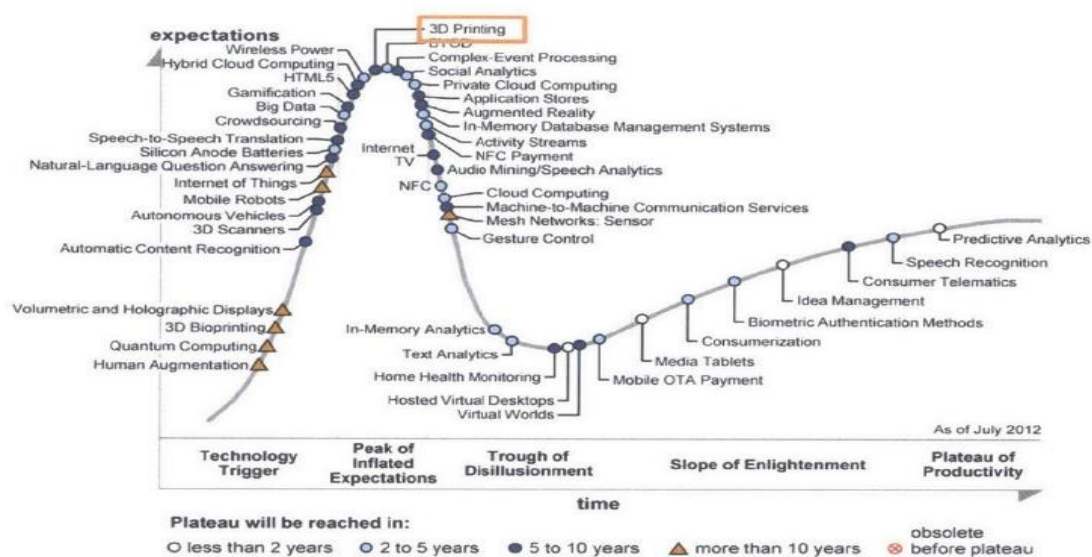 expectations
3D Printing
BYOD
Wireless Power
Complex-Event Processing
Hybrid Cloud Computing
Social Analytics
HTML5
Private Cloud Computing
Gamification
Application Stores
Big Data
Augmented Reality
Crowdsourcing
In-Memory Database Management Systems
Speech-to-Speech Translation
Activity Streams
Silicon Anode Batteries
Internet
TV
NFC Payment
Natural-Language Question Answering
Audio Mining/Speech Analytics
Internet of Things
NFC
Mobile Robots
Cloud Computing
Autonomous Vehicles
Machine-to-Machine Communication Services
3D Scanners
Mesh Networks: Sensor
Automatic Content Recognition
Gesture Control
Predictive Analytics
Speech Recognition
Consumer Telematics
Idea Management
Volumetric and Holographic Displays
3D Bioprinting
Quantum Computing
Human Augmentation
In-Memory Analytics
Text Analytics
Home Health Monitoring
Hosted Virtual Desktops
Virtual Worlds
Biometric Authentication Methods
Consumerization
Media Tablets
Mobile OTA Payment
As of July 2012
Technology
Trigger
Peak of
Inflated
Expectations
Trough of
Disillusionment
Slope of Enlightenment
Plateau of
Productivity
time
Plateau will be reached in:
less than 2 years
2 to 5 years
5 to 10 years
more than 10 years
obsolete
before plateau